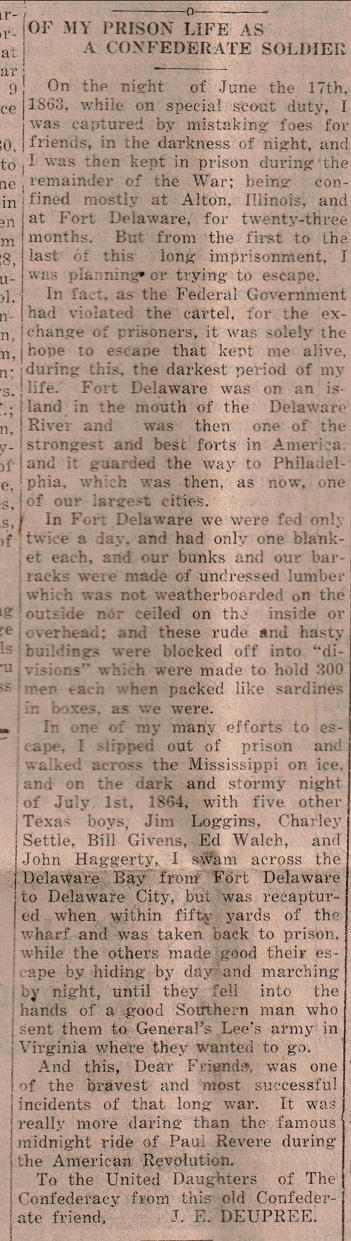 OF MY PRISON LIFE AS
A CONFEDERATE SOLDIER
On the night of June the 17th,
1863, while on special scout duty, I
was captured by mistaking foes for
friends, in the darkness of night, and
I was then kept in prison during the
remainder of the War; being con-
fined mostly at Alton, Illinois, and
at Fort Delaware, for twenty-three
months. But from the first to the
last of this long imprisonment, I
was planning or trying to escape.
In fact, as the Federal Government
had violated the cartel, for the ex-
change of prisoners, it was solely the
hope to escape that kept me alive,
during this, the darkest period of my
life. Fort Delaware was on an is-
land in the mouth of the Delaware
River and was then one of the
strongest and best forts in America,
and it guarded the way to Philadel-
phia, which was then, as now, one
of our largest cities.
In Fort Delaware we were fed only
twice a day, and had only one blank-
et each, and our bunks and our bar-
racks were made of undressed lumber
which was not weatherboarded on the
outside nor ceiled on the inside or
overhead; and these rude and hasty
buildings were blocked off into "di-
visions" which were made to hold 300
men each when packed like sardines
in boxes, as we were.
In one of my many efforts to es-
cape, I slipped out of prison and
walked across the Mississippi on ice,
and on the dark and stormy night
of July 1st, 1864, with five other
Texas boys, Jim Loggins, Charley
Settle, Bill Givens, Ed Walch, and
John Haggerty, I swam across the
Delaware Bay from Fort Delaware
to Delaware City, but was recaptur-
ed when within fifty yards of the
wharf and was taken back to prison,
while the others made good their es-
cape by hiding by day and marching
by night, until they fell into the
hands of a good Southern man who
sent them to General's Lee's army in
Virginia where they wanted to go.
And this, Dear Friends, was one
of the bravest and most successful
incidents of that long war. It was
really more daring than the famous
midnight ride of Paul Revere during
the American Revolution.
To the United Daughters of The
Confederacy from this old Confeder-
ate friend, J. E. DEUPREE.